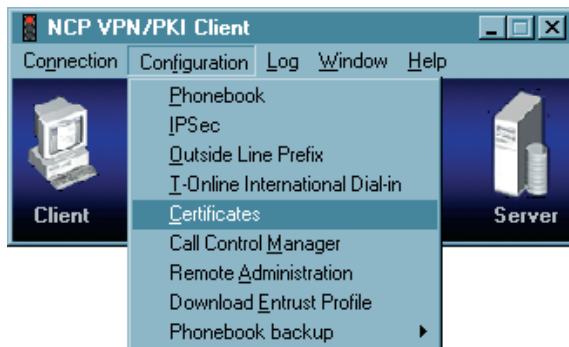 NCP VPN/PKI Client
Connection Configuration Log Window Help
Phonebook
IPSec
Outside Line Prefix
T-Online International Dial-in
Certificates
Client
Server
Call Control Manager
Remote Administration
Download Entrust Profile
Phonebook backup